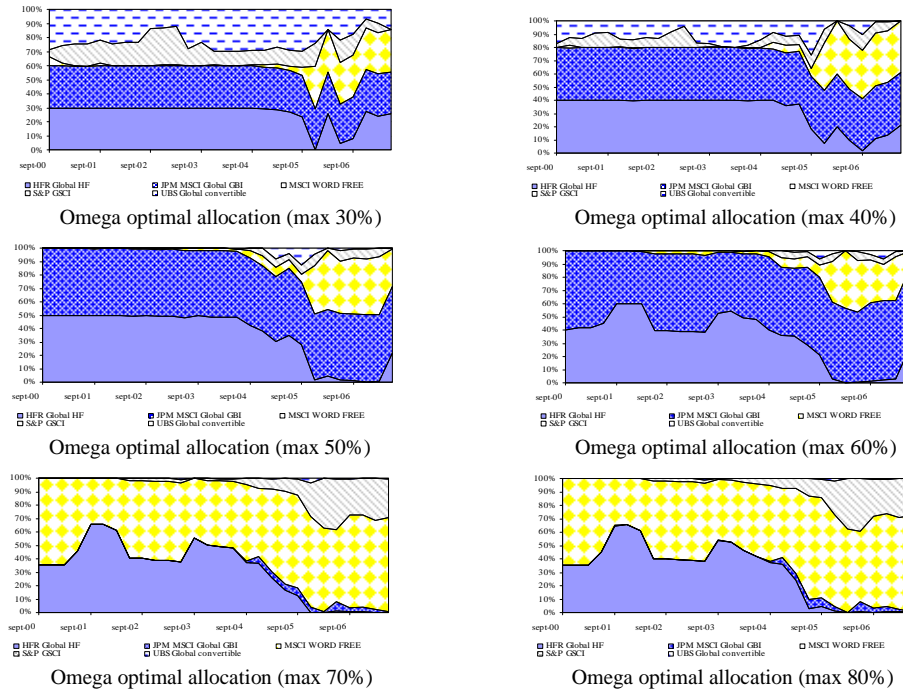 100%
90%
80%
70%
60%
50%
40%
30%
20%
10%
0%
sept-00 sept-01 sept-02 sept-03 sept-04 sept-05 sept-06
HFR Global HF JPM MSCI Global GBI MSCI WORD FREE
S&P GSCI UBS Global convertible
Omega optimal allocation (max 30%)
100%
90%
80%
70%
60%
50%
40%
30%
20%
10%
0%
sept-00 sept-01 sept-02 sept-03 sept-04 sept-05 sept-06
HFR Global HF JPM MSCI Global GBI MSCI WORD FREE
S&P GSCI UBS Global convertible
Omega optimal allocation (max 40%)
100%
90%
80%
70%
60%
50%
40%
30%
20%
10%
0%
sept-00 sept-01 sept-02 sept-03 sept-04 sept-05 sept-06
HFR Global HF JPM MSCI Global GBI MSCI WORD FREE
S&P GSCI UBS Global convertible
Omega optimal allocation (max 50%)
100%
90%
80%
70%
60%
50%
40%
30%
20%
10%
0%
sept-00 sept-01 sept-02 sept-03 sept-04 sept-05 sept-06
HFR Global HF JPM MSCI Global GBI MSCI WORD FREE
S&P GSCI UBS Global convertible
Omega optimal allocation (max 60%)
100%
90%
80%
70%
60%
50%
40%
30%
20%
10%
0%
sept-00 sept-01 sept-02 sept-03 sept-04 sept-05 sept-06
HFR Global HF JPM MSCI Global GBI MSCI WORD FREE
S&P GSCI UBS Global convertible
Omega optimal allocation (max 70%)
100%
90%
80%
70%
60%
50%
40%
30%
20%
10%
0%
sept-00 sept-01 sept-02 sept-03 sept-04 sept-05 sept-06
HFR Global HF JPM MSCI Global GBI MSCI WORD FREE
S&P GSCI UBS Global convertible
Omega optimal allocation (max 80%)